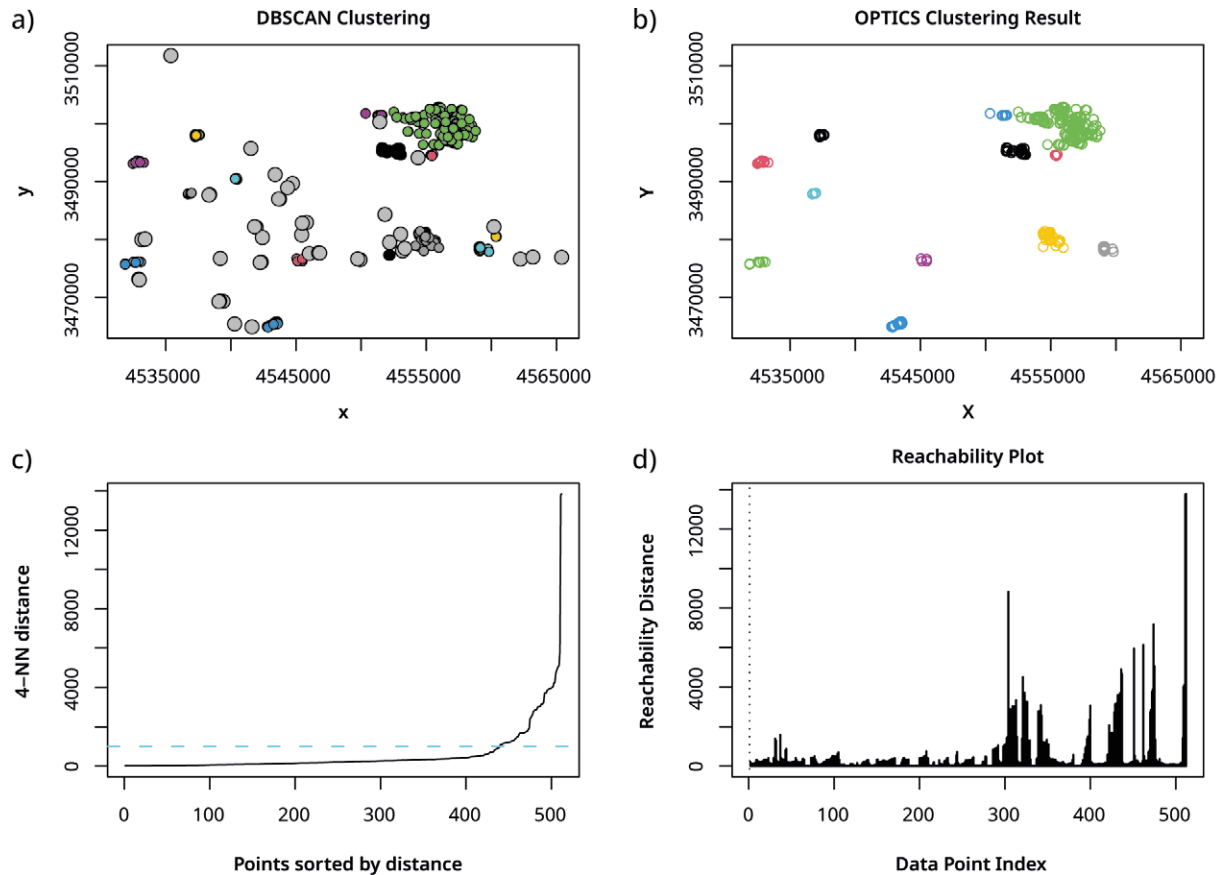 a)
DBSCAN Clustering
y
3510000
3490000
3470000
4535000 4545000 4555000 4565000
x
b)
OPTICS Clustering Result
Y
3510000
3490000
3470000
4535000 4545000 4555000 4565000
X
c)
4–NN distance
12000
8000
4000
0
0 100 200 300 400 500
Points sorted by distance
d)
Reachability Plot
Reachability Distance
12000
8000
4000
0
0 100 200 300 400 500
Data Point Index